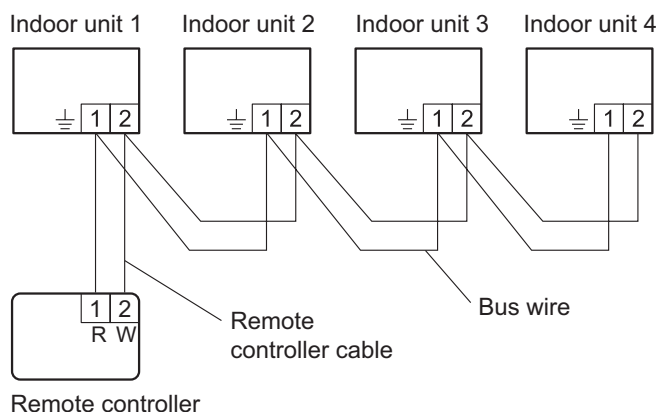 Indoor unit 1 Indoor unit 2 Indoor unit 3 Indoor unit 4
1 2 1 2 1 2 1 2
1 2
R W
Remote
controller cable
Bus wire
Remote controller